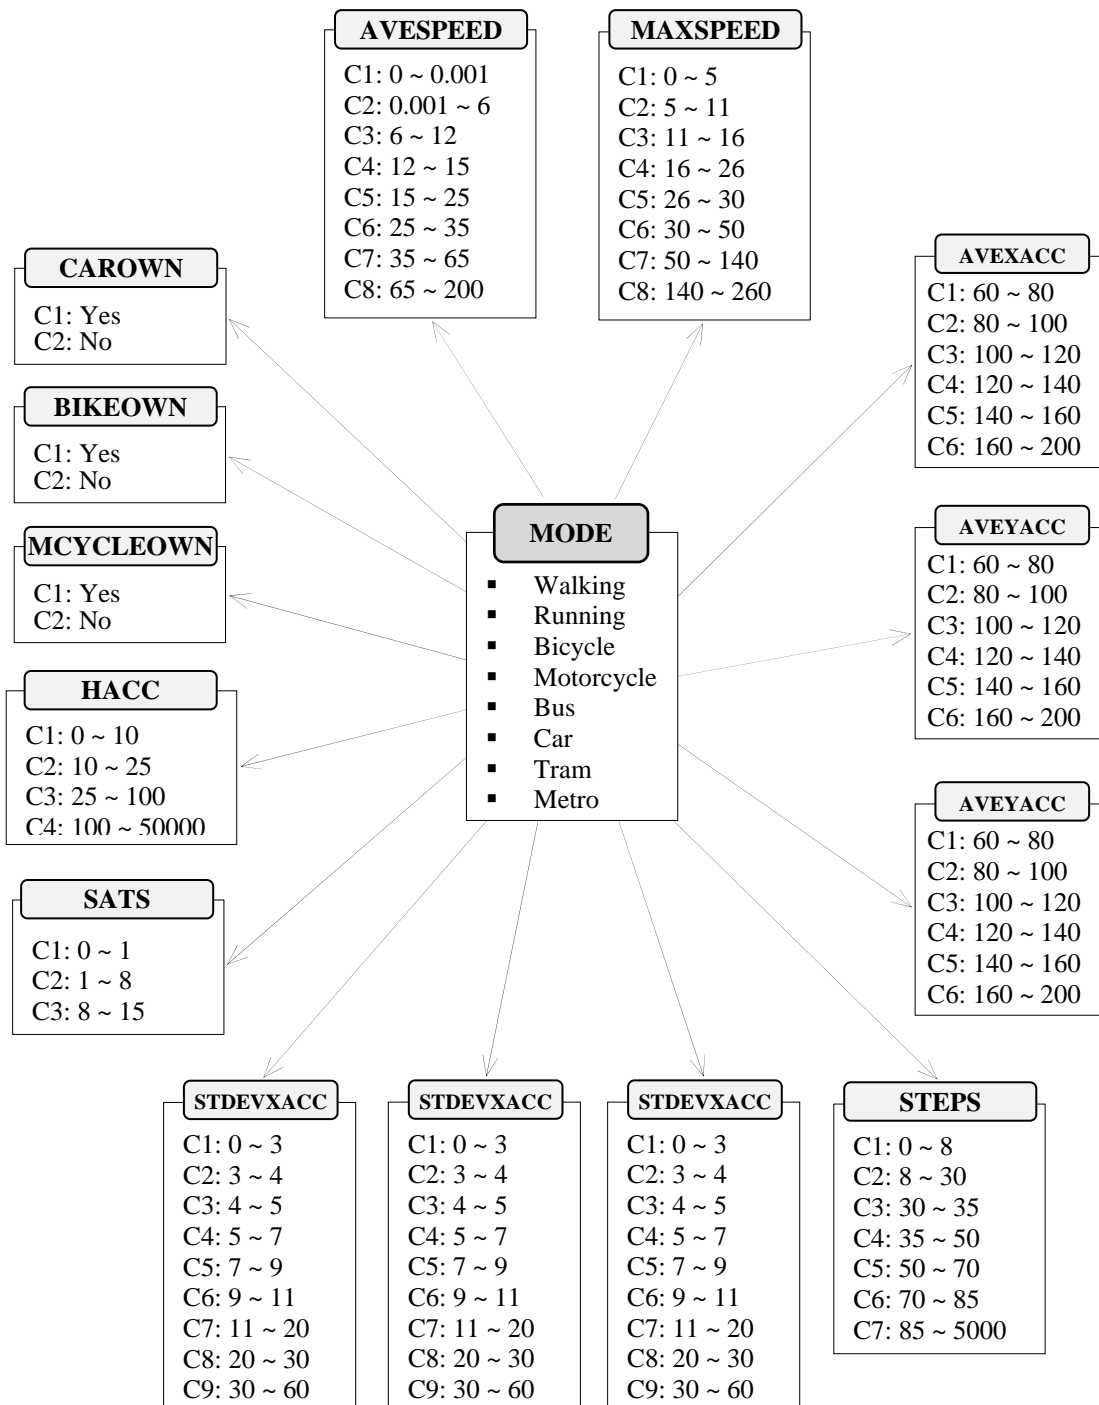 AVESPEED
C1: 0 ~ 0.001
C2: 0.001 ~ 6
C3: 6 ~ 12
C4: 12 ~ 15
C5: 15 ~ 25
C6: 25 ~ 35
C7: 35 ~ 65
C8: 65 ~ 200
MAXSPEED
C1: 0 ~ 5
C2: 5 ~ 11
C3: 11 ~ 16
C4: 16 ~ 26
C5: 26 ~ 30
C6: 30 ~ 50
C7: 50 ~ 140
C8: 140 ~ 260
CAROWN
C1: Yes
C2: No
AVEXACC
C1: 60 ~ 80
C2: 80 ~ 100
C3: 100 ~ 120
C4: 120 ~ 140
C5: 140 ~ 160
C6: 160 ~ 200
BIKEOWN
C1: Yes
C2: No
MODE
▪ Walking
▪ Running
▪ Bicycle
▪ Motorcycle
▪ Bus
▪ Car
▪ Tram
▪ Metro
AVEYACC
C1: 60 ~ 80
C2: 80 ~ 100
C3: 100 ~ 120
C4: 120 ~ 140
C5: 140 ~ 160
C6: 160 ~ 200
MCYCLEOWN
C1: Yes
C2: No
HACC
C1: 0 ~ 10
C2: 10 ~ 25
C3: 25 ~ 100
C4: 100 ~ 50000
AVEYACC
C1: 60 ~ 80
C2: 80 ~ 100
C3: 100 ~ 120
C4: 120 ~ 140
C5: 140 ~ 160
C6: 160 ~ 200
SATS
C1: 0 ~ 1
C2: 1 ~ 8
C3: 8 ~ 15
STDEVXACC
C1: 0 ~ 3
C2: 3 ~ 4
C3: 4 ~ 5
C4: 5 ~ 7
C5: 7 ~ 9
C6: 9 ~ 11
C7: 11 ~ 20
C8: 20 ~ 30
C9: 30 ~ 60
STDEVXACC
C1: 0 ~ 3
C2: 3 ~ 4
C3: 4 ~ 5
C4: 5 ~ 7
C5: 7 ~ 9
C6: 9 ~ 11
C7: 11 ~ 20
C8: 20 ~ 30
C9: 30 ~ 60
STDEVXACC
C1: 0 ~ 3
C2: 3 ~ 4
C3: 4 ~ 5
C4: 5 ~ 7
C5: 7 ~ 9
C6: 9 ~ 11
C7: 11 ~ 20
C8: 20 ~ 30
C9: 30 ~ 60
STEPS
C1: 0 ~ 8
C2: 8 ~ 30
C3: 30 ~ 35
C4: 35 ~ 50
C5: 50 ~ 70
C6: 70 ~ 85
C7: 85 ~ 5000